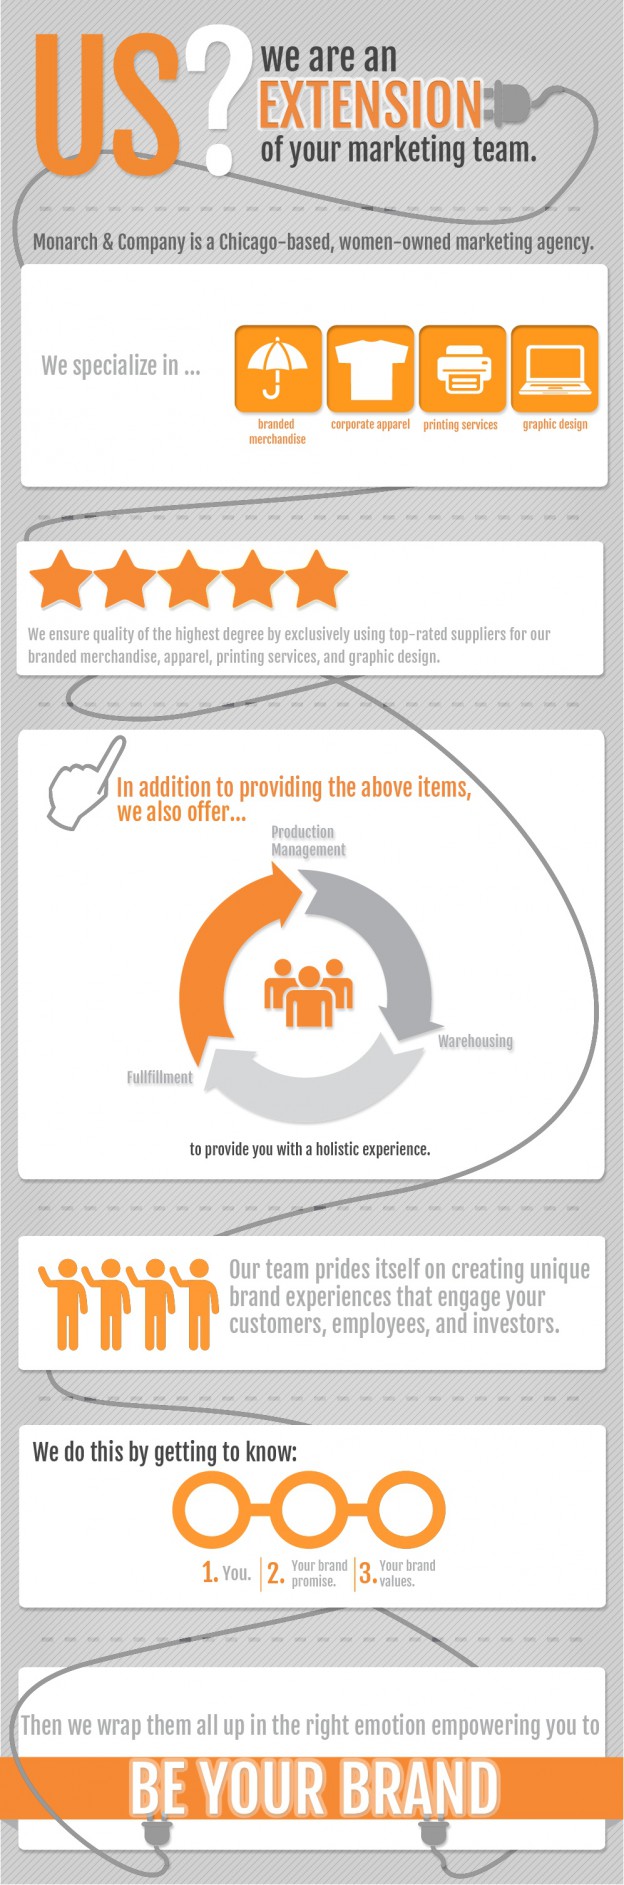 US?
we are an
EXTENSION
of your marketing team.
Monarch & Company is a Chicago-based, women-owned marketing agency.
We specialize in ...
branded
merchandise
corporate apparel
printing services
graphic design
We ensure quality of the highest degree by exclusively using top-rated suppliers for our
branded merchandise, apparel, printing services, and graphic design.
In addition to providing the above items,
we also offer...
Production
Management
Warehousing
Fullfillment
to provide you with a holistic experience.
Our team prides itself on creating unique
brand experiences that engage your
customers, employees, and investors.
We do this by getting to know:
1. You.
2. Your brand
promise.
3. Your brand
values.
Then we wrap them all up in the right emotion empowering you to
BE YOUR BRAND